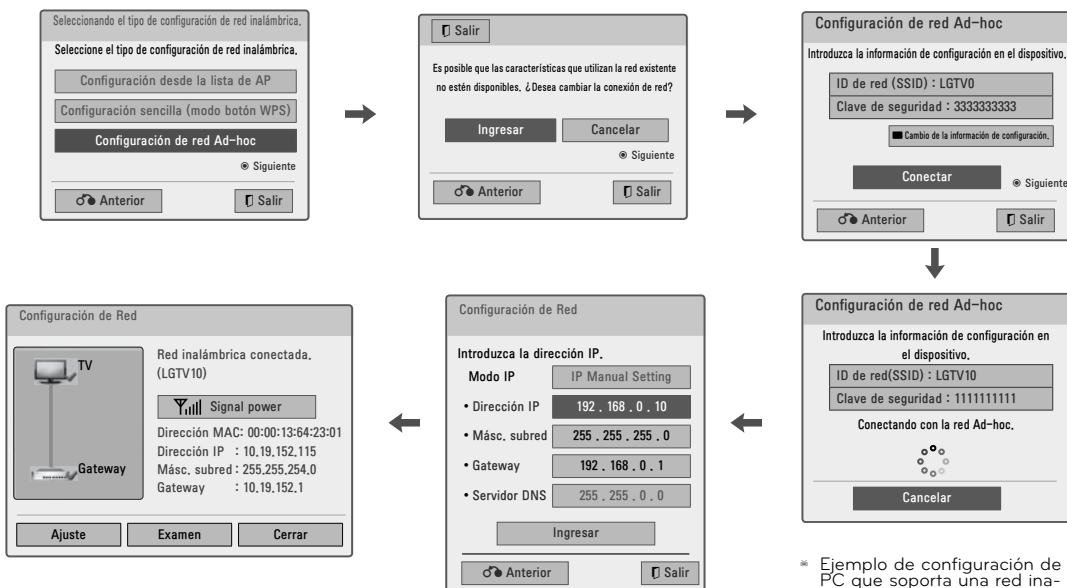 Seleccionando el tipo de configuración de red inalámbrica.
Seleccione el tipo de configuración de red inalámbrica.
Configuración desde la lista de AP
Configuración sencilla (modo botón WPS)
Configuración de red Ad-hoc
Siguiente
Anterior
Salir
Salir
Es posible que las características que utilizan la red existente
no estén disponibles. ¿Desea cambiar la conexión de red?
Ingresar
Cancelar
Siguiente
Anterior
Salir
Configuración de red Ad-hoc
Introduzca la información de configuración en el dispositivo.
ID de red (SSID) : LGTV0
Clave de seguridad : 3333333333
Cambio de la información de configuración.
Conectar
Siguiente
Anterior
Salir
Configuración de red Ad-hoc
Introduzca la información de configuración en
el dispositivo.
ID de red(SSID) : LGTV10
Clave de seguridad : 1111111111
Conectando con la red Ad-hoc.
Cancelar
Configuración de Red
Introduzca la dirección IP.
Modo IP IP Manual Setting
• Dirección IP 192 . 168 . 0 . 10
• Másc. subred 255 . 255 . 255 . 0
• Gateway 192 . 168 . 0 . 1
• Servidor DNS 255 . 255 . 0 . 0
Ingresar
Anterior
Salir
Configuración de Red
TV
Gateway
Red inalámbrica conectada.
(LGTV10)
Signal power
Dirección MAC: 00:00:13:64:23:01
Dirección IP : 10.19.152.115
Másc. subred : 255.255.254.0
Gateway : 10.19.152.1
Ajuste
Examen
Cerrar
※ Ejemplo de configuración de
PC que soporta una red ina-